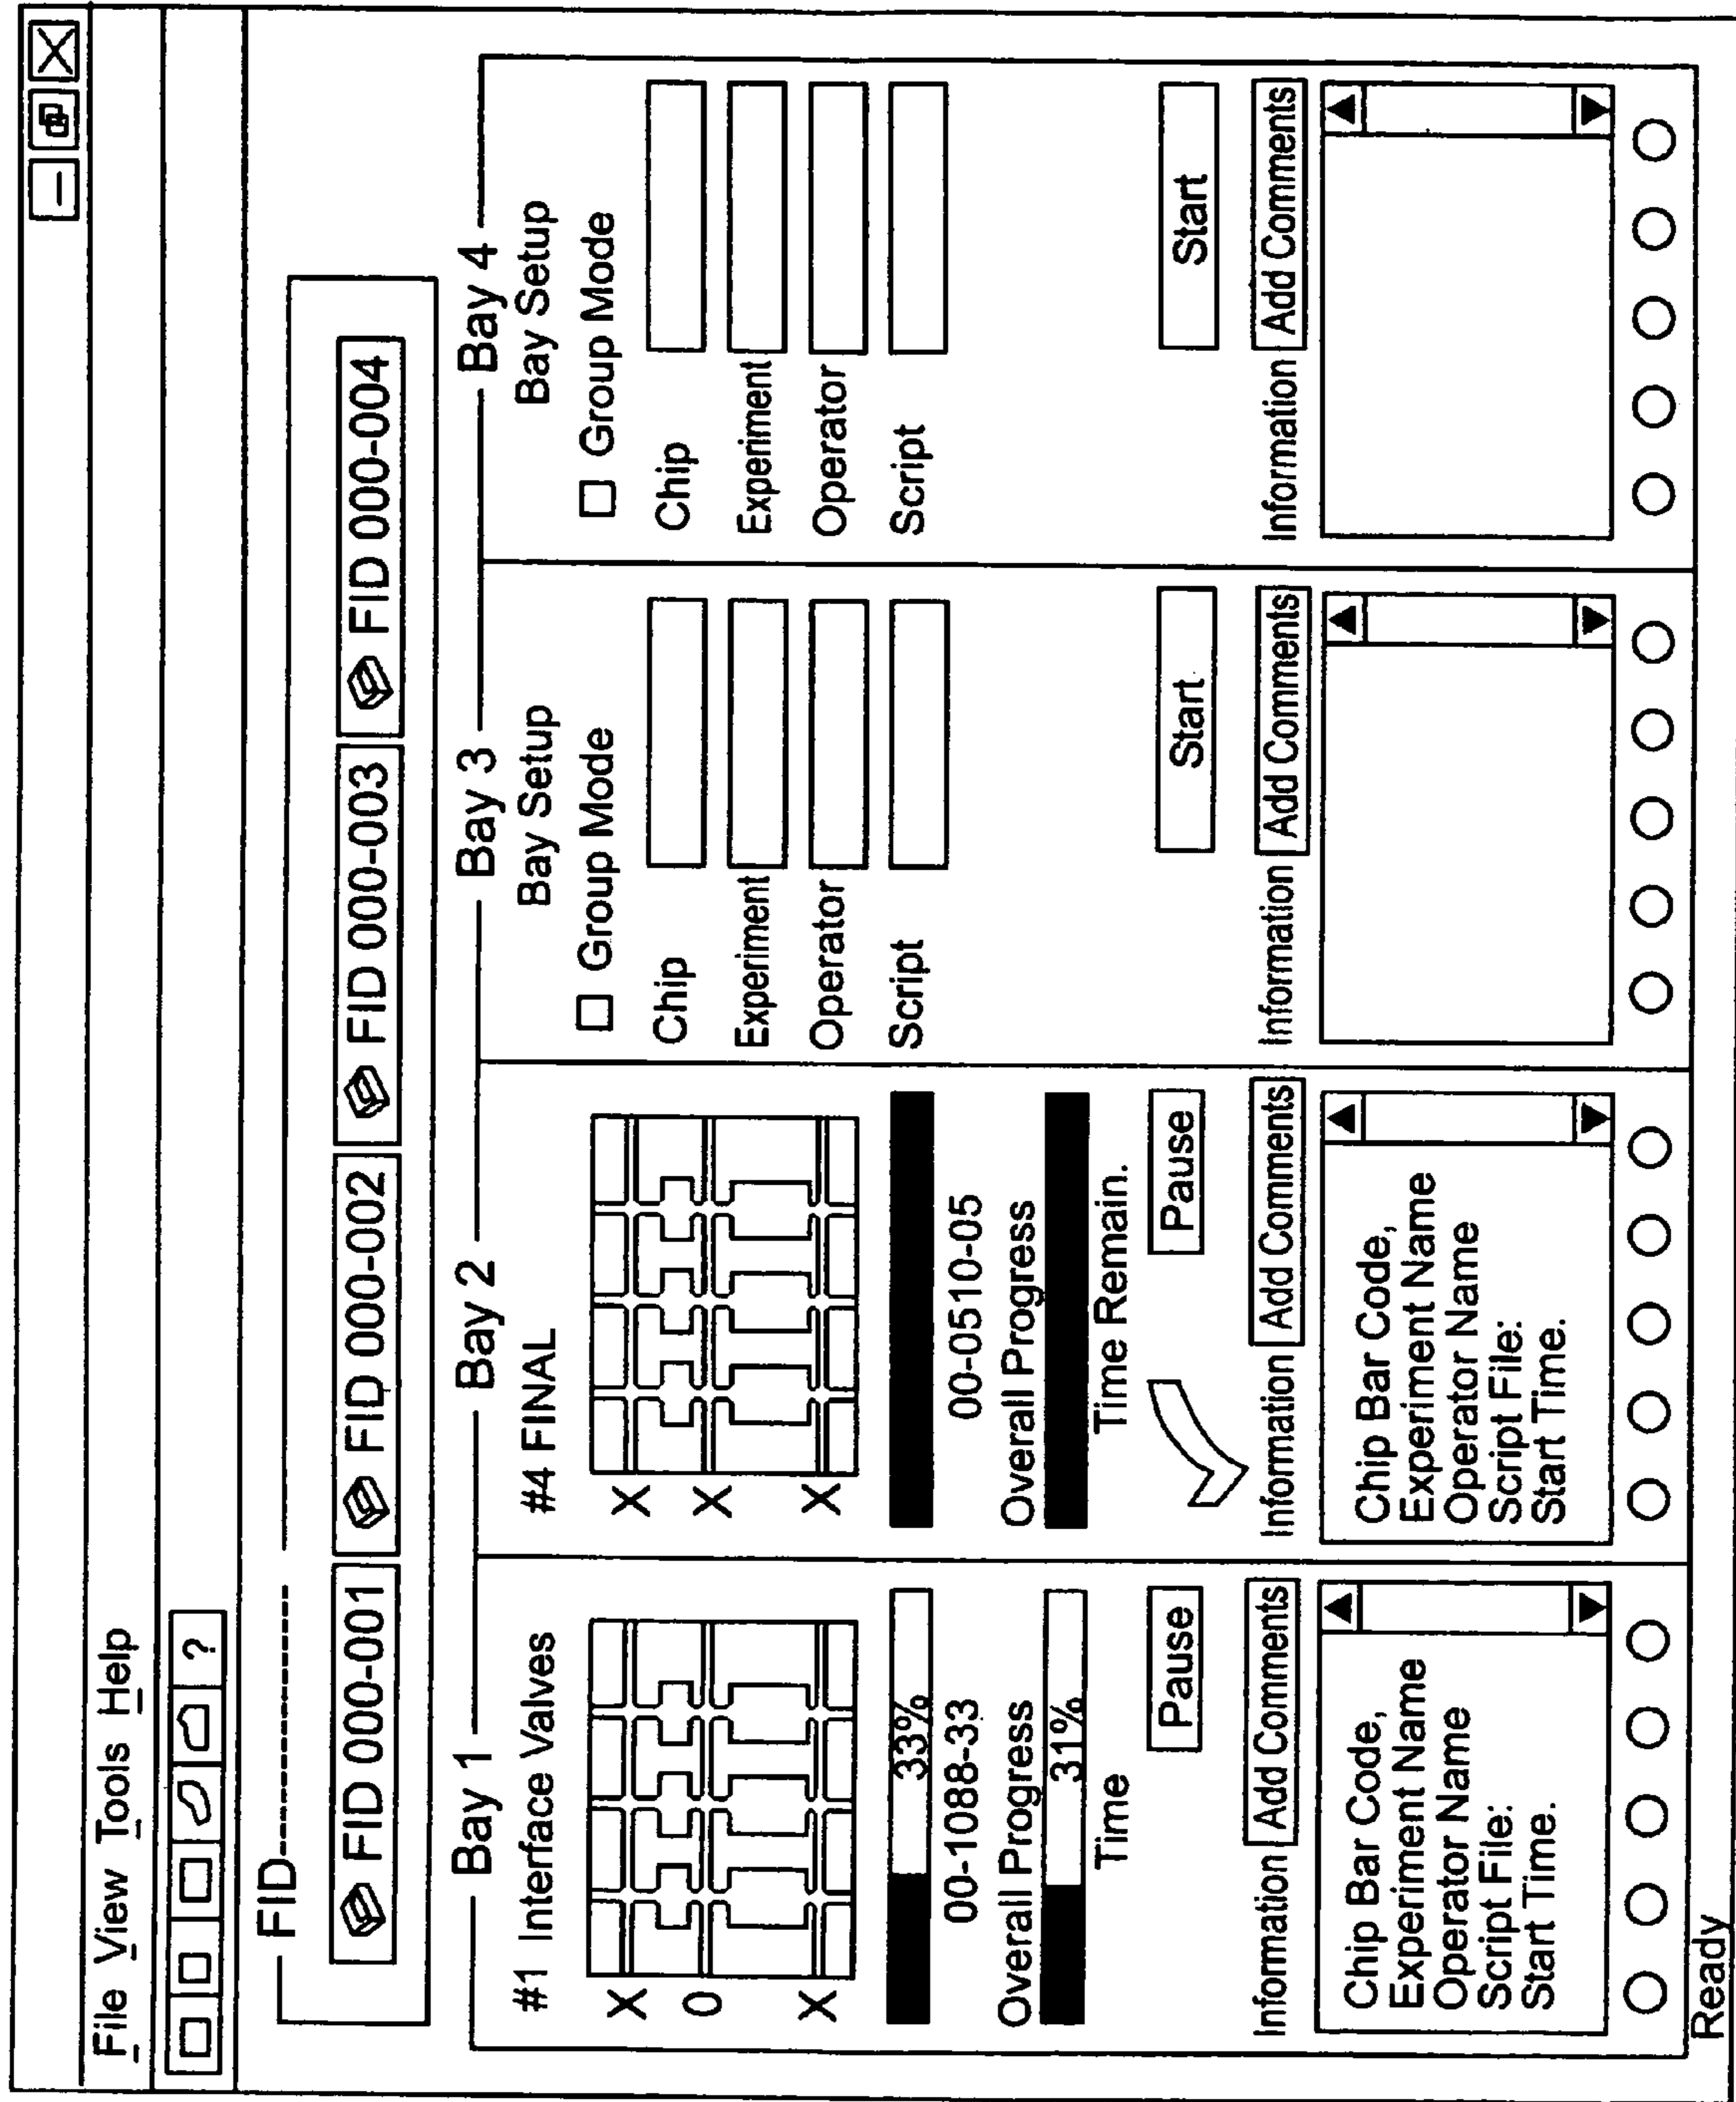 File View Tools Help
?
FID
FID 000-001
FID 000-002
FID 000-003
FID 000-004
Bay 1
#1 Interface Valves
X
0
X
33%
00-1088-33
Overall Progress
31%
Time
Pause
Information
Add Comments
Chip Bar Code,
Experiment Name
Operator Name
Script File:
Start Time.
Bay 2
#4 FINAL
X
X
X
00-0510-05
Overall Progress
Time Remain.
Pause
Information
Add Comments
Chip Bar Code,
Experiment Name
Operator Name
Script File:
Start Time.
Bay 3
Bay Setup
Group Mode
Chip
Experiment
Operator
Script
Start
Information
Add Comments
Bay 4
Bay Setup
Group Mode
Chip
Experiment
Operator
Script
Start
Information
Add Comments
Ready